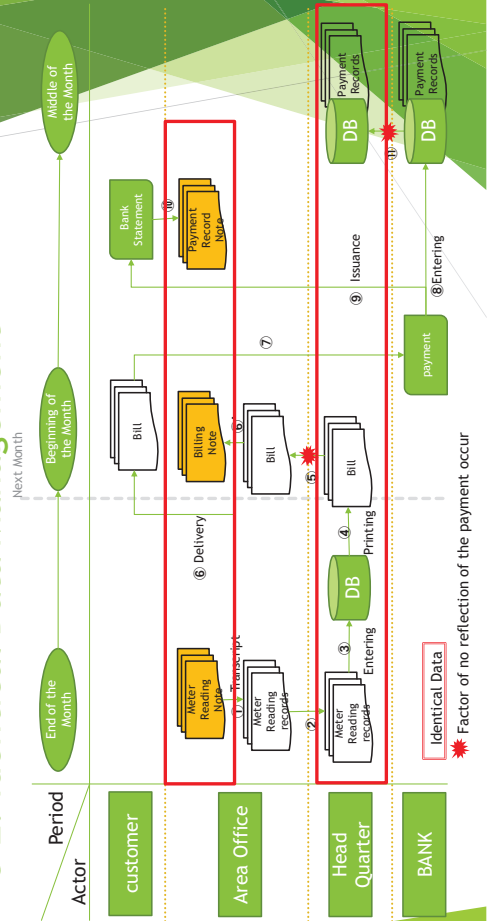 Next Month
Period
Actor
End of the
Month
Beginning of
the Month
Middle of
the Month
customer
Bill
Bank
Statement
Area Office
Meter
Reading
Note
① Transcript
Meter
Reading
records
⑥ Delivery
Billing
Note
⑥'
Bill
⑩
Payment
Record
Note
②
⑤
⑦
Head
Quarter
Meter
Reading
records
③
Entering
DB
④
Printing
Bill
⑨ Issuance
DB
Payment
Records
⑪
BANK
payment
⑧Entering
DB
Payment
Records
Identical Data
Factor of no reflection of the payment occur